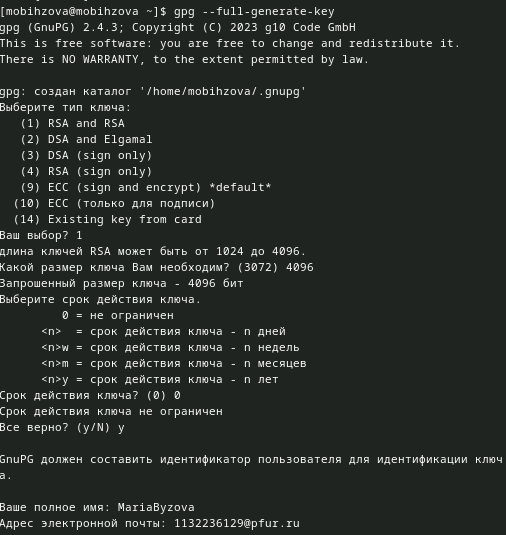 [mobihzova@mobihzova ~]$ gpg --full-generate-key
gpg (GnuPG) 2.4.3; Copyright (C) 2023 g10 Code GmbH
This is free software: you are free to change and redistribute it.
There is NO WARRANTY, to the extent permitted by law.
gpg: создан каталог '/home/mobihzova/.gnupg'
Выберите тип ключа:
(1) RSA and RSA
(2) DSA and Elgamal
(3) DSA (sign only)
(4) RSA (sign only)
(9) ECC (sign and encrypt) *default*
(10) ECC (только для подписи)
(14) Existing key from card
Ваш выбор? 1
длина ключей RSA может быть от 1024 до 4096.
Какой размер ключа Вам необходим? (3072) 4096
Запрошенный размер ключа - 4096 бит
Выберите срок действия ключа.
0 = не ограничен
<n> = срок действия ключа - n дней
<n>w = срок действия ключа - n недель
<n>m = срок действия ключа - n месяцев
<n>y = срок действия ключа - n лет
Срок действия ключа? (0) 0
Срок действия ключа не ограничен
Все верно? (y/N) y
GnuPG должен составить идентификатор пользователя для идентификации ключ
а.
Ваше полное имя: MariaByzova
Адрес электронной почты: 1132236129@pfur.ru